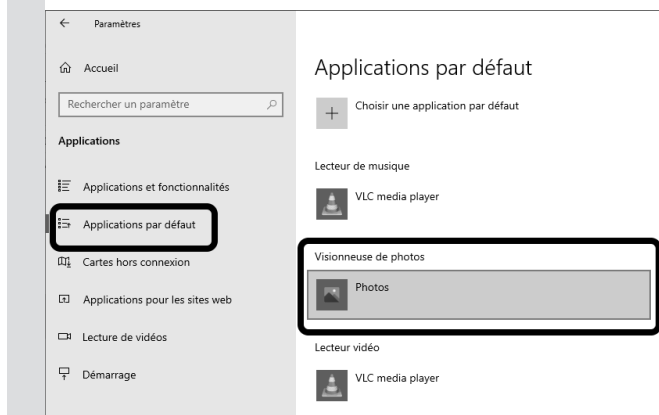 Paramètres
Accueil
Rechercher un paramètre
Applications
Applications et fonctionnalités
Applications par défaut
Cartes hors connexion
Applications pour les sites web
Lecture de vidéos
Démarrage
Applications par défaut
Choisir une application par défaut
Lecteur de musique
VLC media player
Visionneuse de photos
Photos
Lecteur vidéo
VLC media player